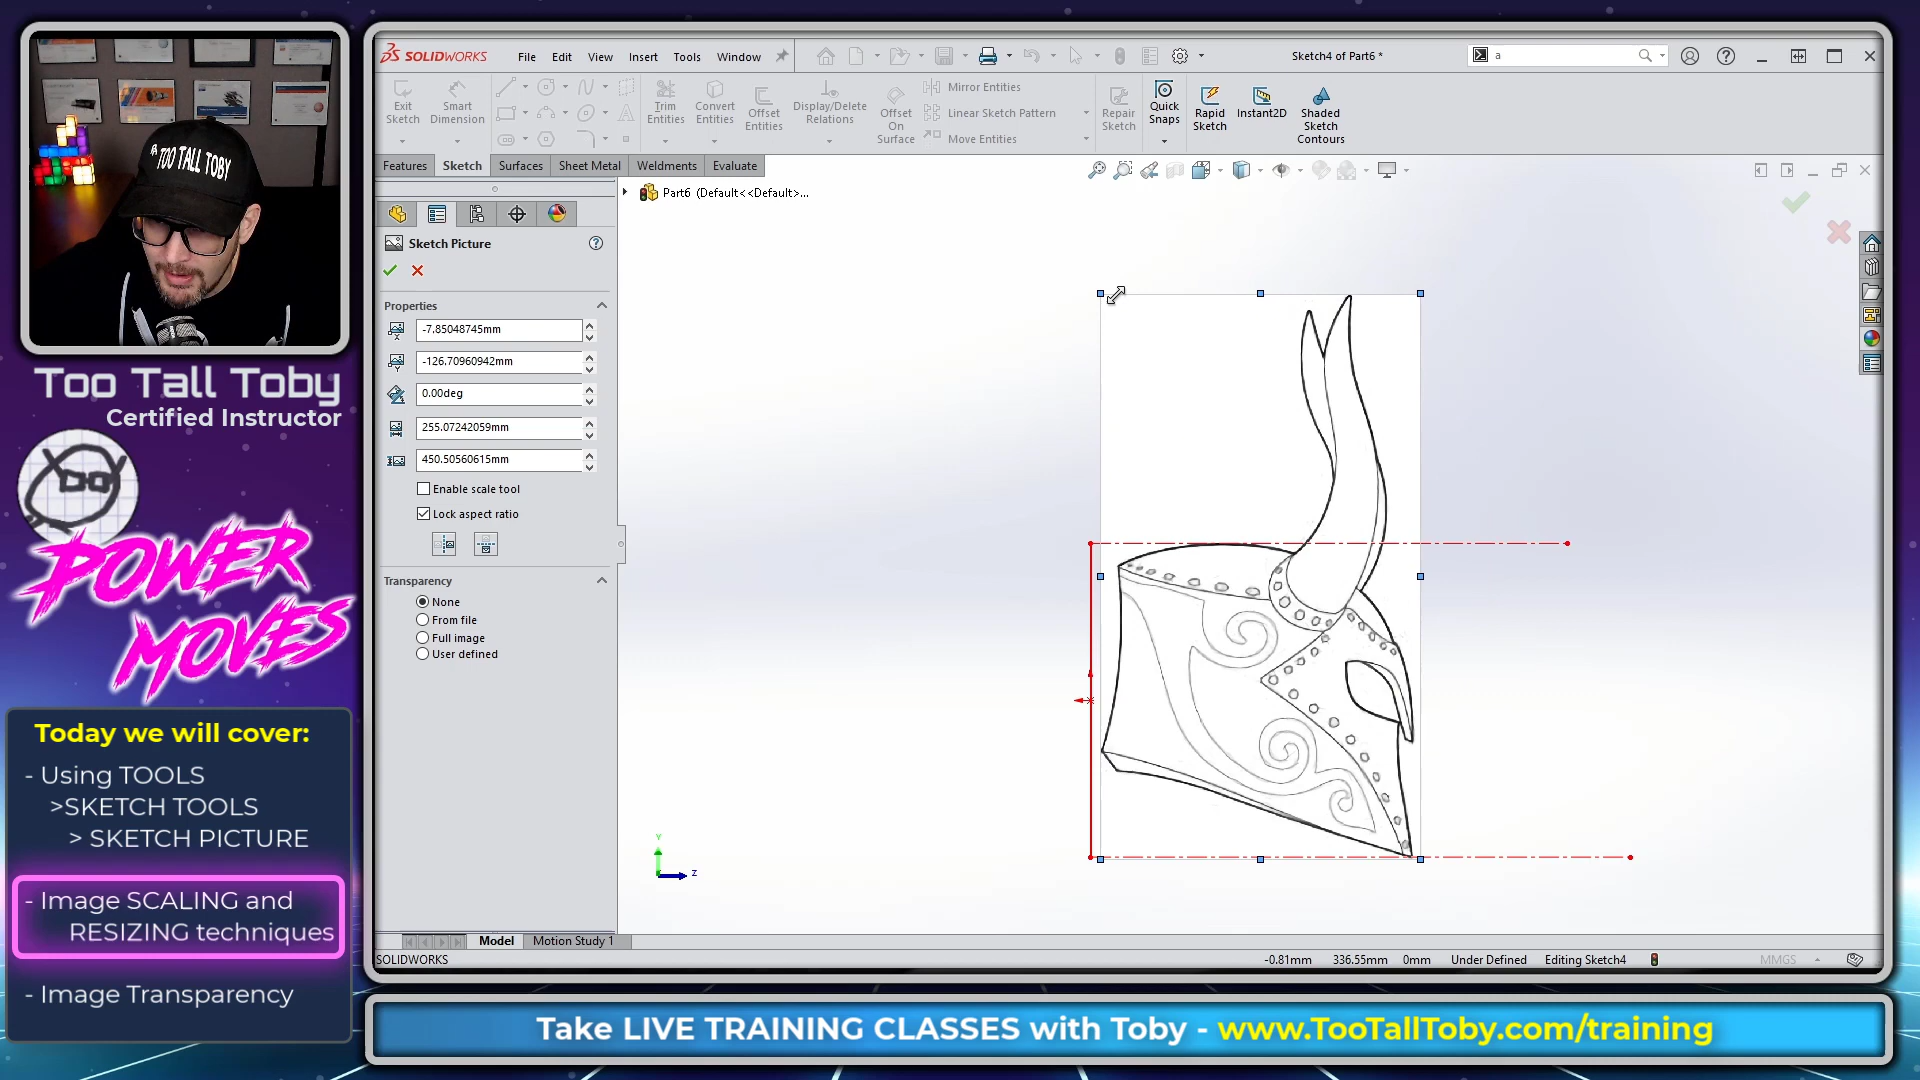 TOO TALL TOBY
Too Tall Toby
Certified Instructor
POWER
MOVES
Today we will cover:
- Using TOOLS
>SKETCH TOOLS
> SKETCH PICTURE
- Image SCALING and
RESIZING techniques
- Image Transparency
SOLIDWORKS
File Edit View Insert Tools Window
Sketch4 of Part6 *
a
Exit Sketch
Smart Dimension
Trim Entities
Convert Entities
Offset Entities
Display/Delete Relations
Offset On Surface
Mirror Entities
Linear Sketch Pattern
Move Entities
Repair Sketch
Quick Snaps
Rapid Sketch
Instant2D
Shaded Sketch Contours
Features Sketch Surfaces Sheet Metal Weldments Evaluate
Part6 (Default<<Default>...
Sketch Picture
Properties
-7.85048745mm
-126.70960942mm
0.00deg
255.07242059mm
450.50560615mm
Enable scale tool
Lock aspect ratio
Transparency
None
From file
Full image
User defined
Y
Z
Model Motion Study 1
SOLIDWORKS
-0.81mm 336.55mm 0mm Under Defined Editing Sketch4 MMGS
Take LIVE TRAINING CLASSES with Toby - www.TooTallToby.com/training